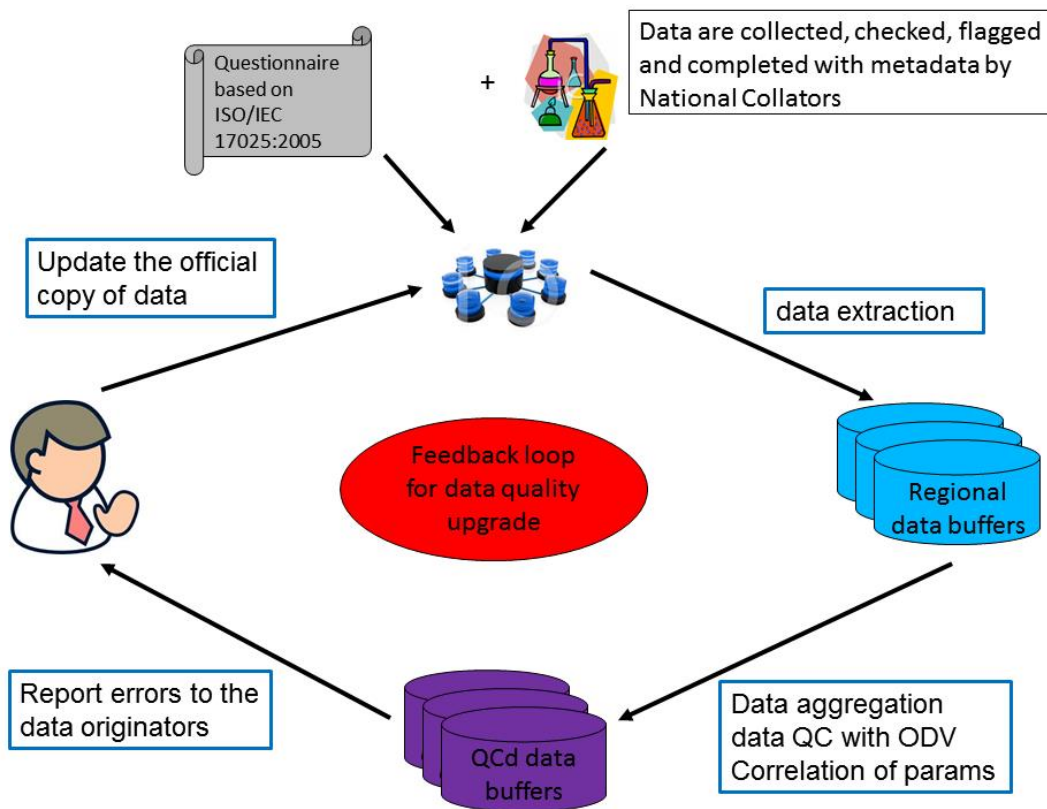 Questionnaire
based on
ISO/IEC
17025:2005
+
Data are collected, checked, flagged
and completed with metadata by
National Collators
Update the official
copy of data
data extraction
Feedback loop
for data quality
upgrade
Regional
data buffers
Report errors to the
data originators
QCd data
buffers
Data aggregation
data QC with ODV
Correlation of params